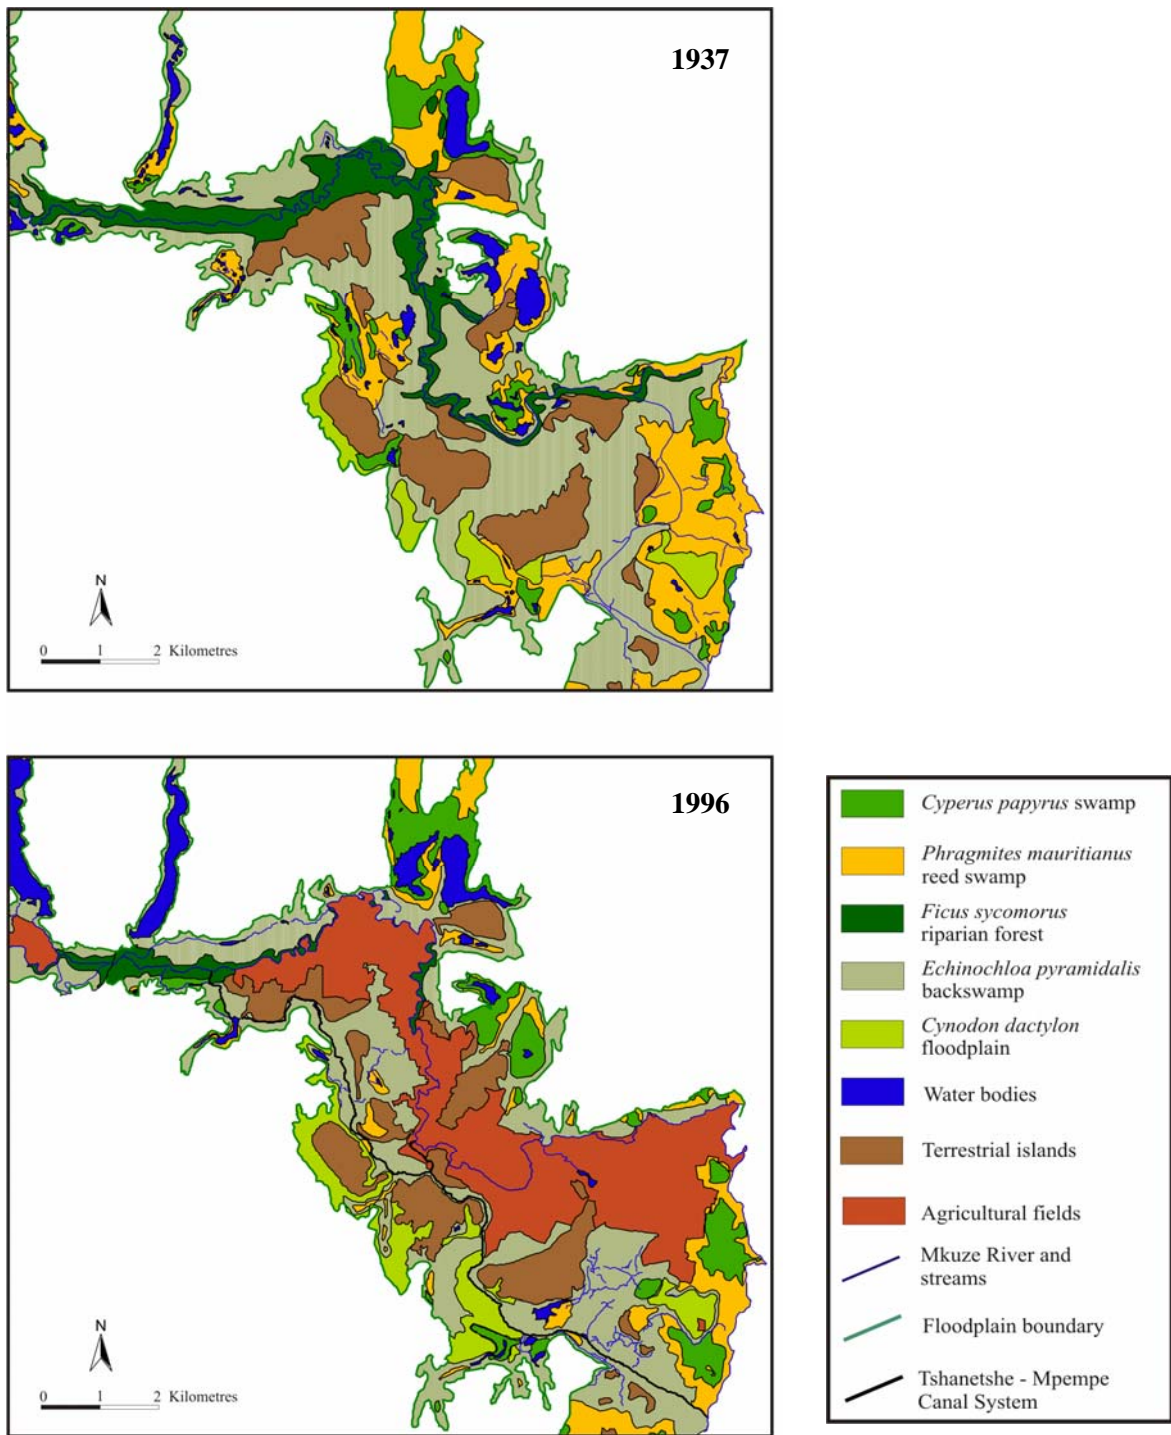 1937
N
0 1 2 Kilometres
1996
N
0 1 2 Kilometres
Cyperus papyrus swamp
Phragmites mauritianus
reed swamp
Ficus sycomorus
riparian forest
Echinochloa pyramidalis
backswamp
Cynodon dactylon
floodplain
Water bodies
Terrestrial islands
Agricultural fields
Mkuze River and
streams
Floodplain boundary
Tshanetshe - Mpempe
Canal System